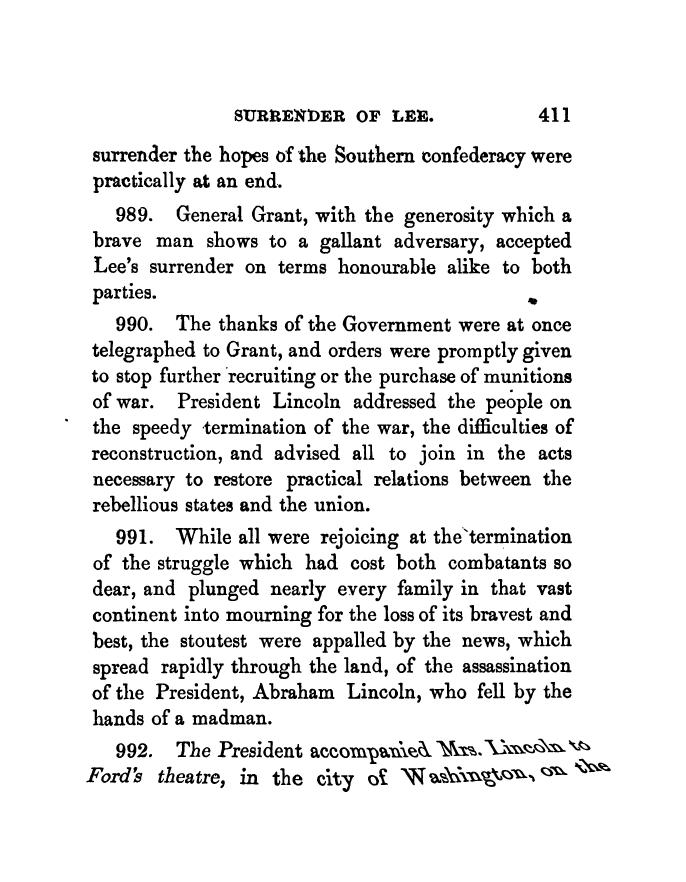 SURRENDER OF LEE. 411
surrender the hopes of the Southern confederacy were
practically at an end.
989. General Grant, with the generosity which a
brave man shows to a gallant adversary, accepted
Lee's surrender on terms honourable alike to both
parties.
990. The thanks of the Government were at once
telegraphed to Grant, and orders were promptly given
to stop further recruiting or the purchase of munitions
of war. President Lincoln addressed the people on
the speedy termination of the war, the difficulties of
reconstruction, and advised all to join in the acts
necessary to restore practical relations between the
rebellious states and the union.
991. While all were rejoicing at the termination
of the struggle which had cost both combatants so
dear, and plunged nearly every family in that vast
continent into mourning for the loss of its bravest and
best, the stoutest were appalled by the news, which
spread rapidly through the land, of the assassination
of the President, Abraham Lincoln, who fell by the
hands of a madman.
992. The President accompanied Mrs. Lincoln to
Ford's theatre, in the city of Washington, on the